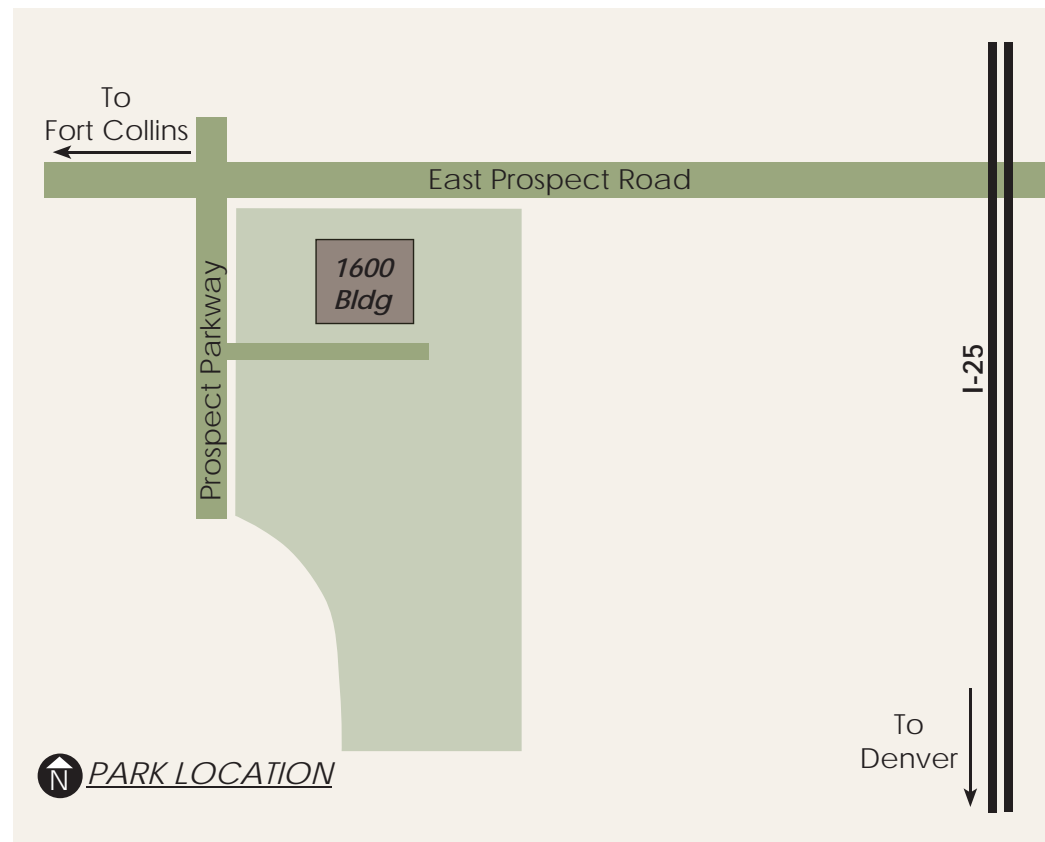 To
Fort Collins
East Prospect Road
1600
Bldg
Prospect Parkway
I-25
To
Denver
N
PARK LOCATION